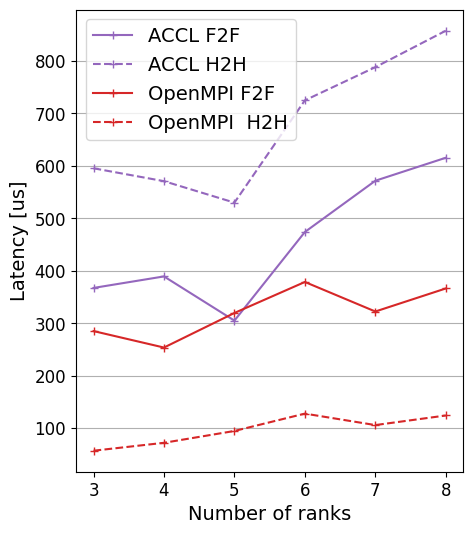 ACCL F2F
ACCL H2H
OpenMPI F2F
OpenMPI  H2H
800
700
600
500
400
300
200
100
Latency [us]
3 4 5 6 7 8
Number of ranks